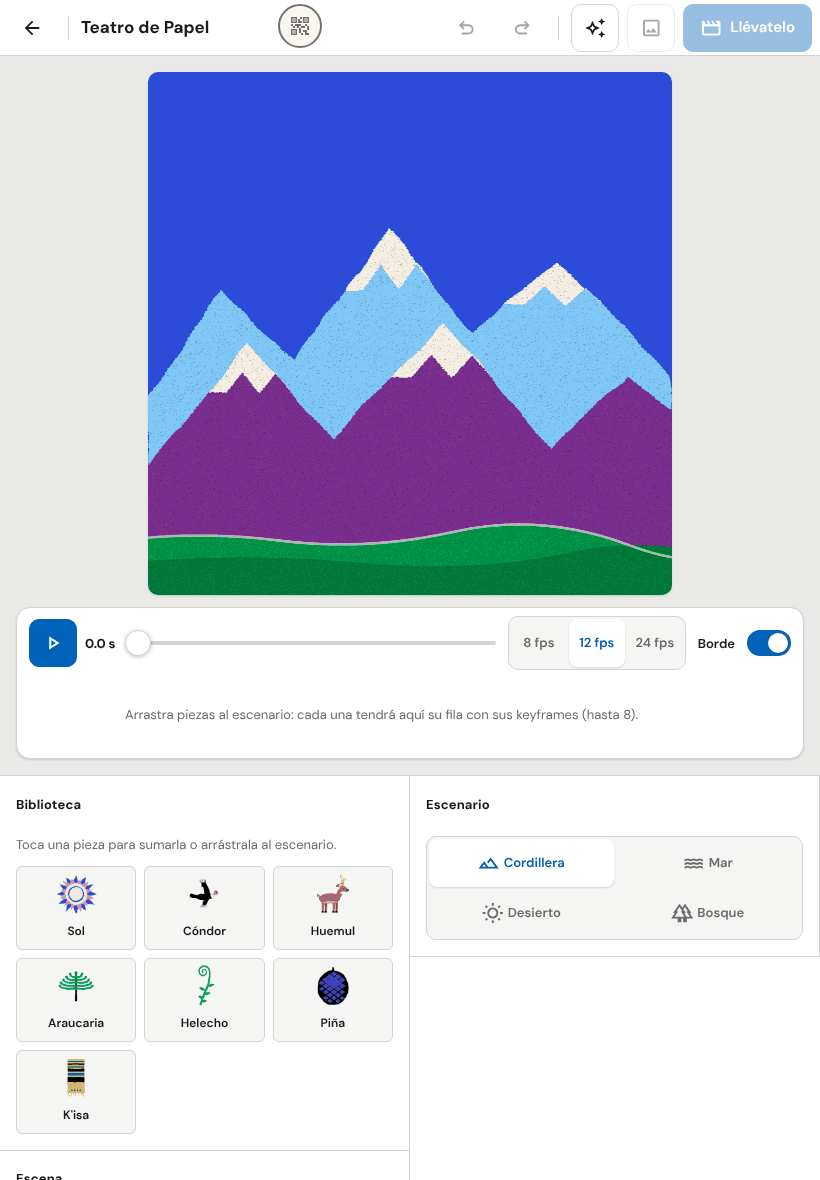 Teatro de Papel
Llévatelo
0.0 s
8 fps
12 fps
24 fps
Borde
Arrastra piezas al escenario: cada una tendrá aquí su fila con sus keyframes (hasta 8).
Biblioteca
Toca una pieza para sumarla o arrástrala al escenario.
Sol
Cóndor
Huemul
Araucaria
Helecho
Piña
K'isa
Escena
Escenario
Cordillera
Mar
Desierto
Bosque